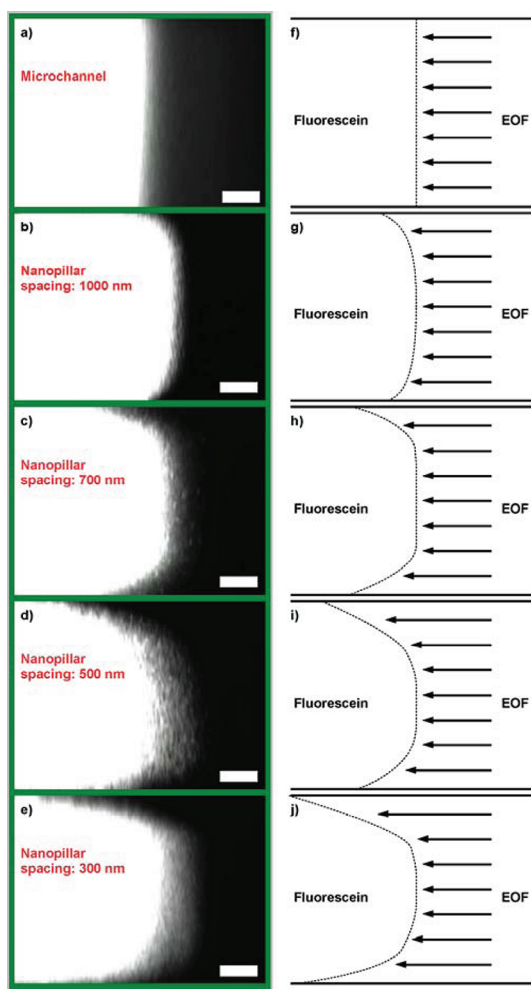 a)
Microchannel
f)
Fluorescein
EOF
b)
Nanopillar
spacing: 1000 nm
g)
Fluorescein
EOF
c)
Nanopillar
spacing: 700 nm
h)
Fluorescein
EOF
d)
Nanopillar
spacing: 500 nm
i)
Fluorescein
EOF
e)
Nanopillar
spacing: 300 nm
j)
Fluorescein
EOF